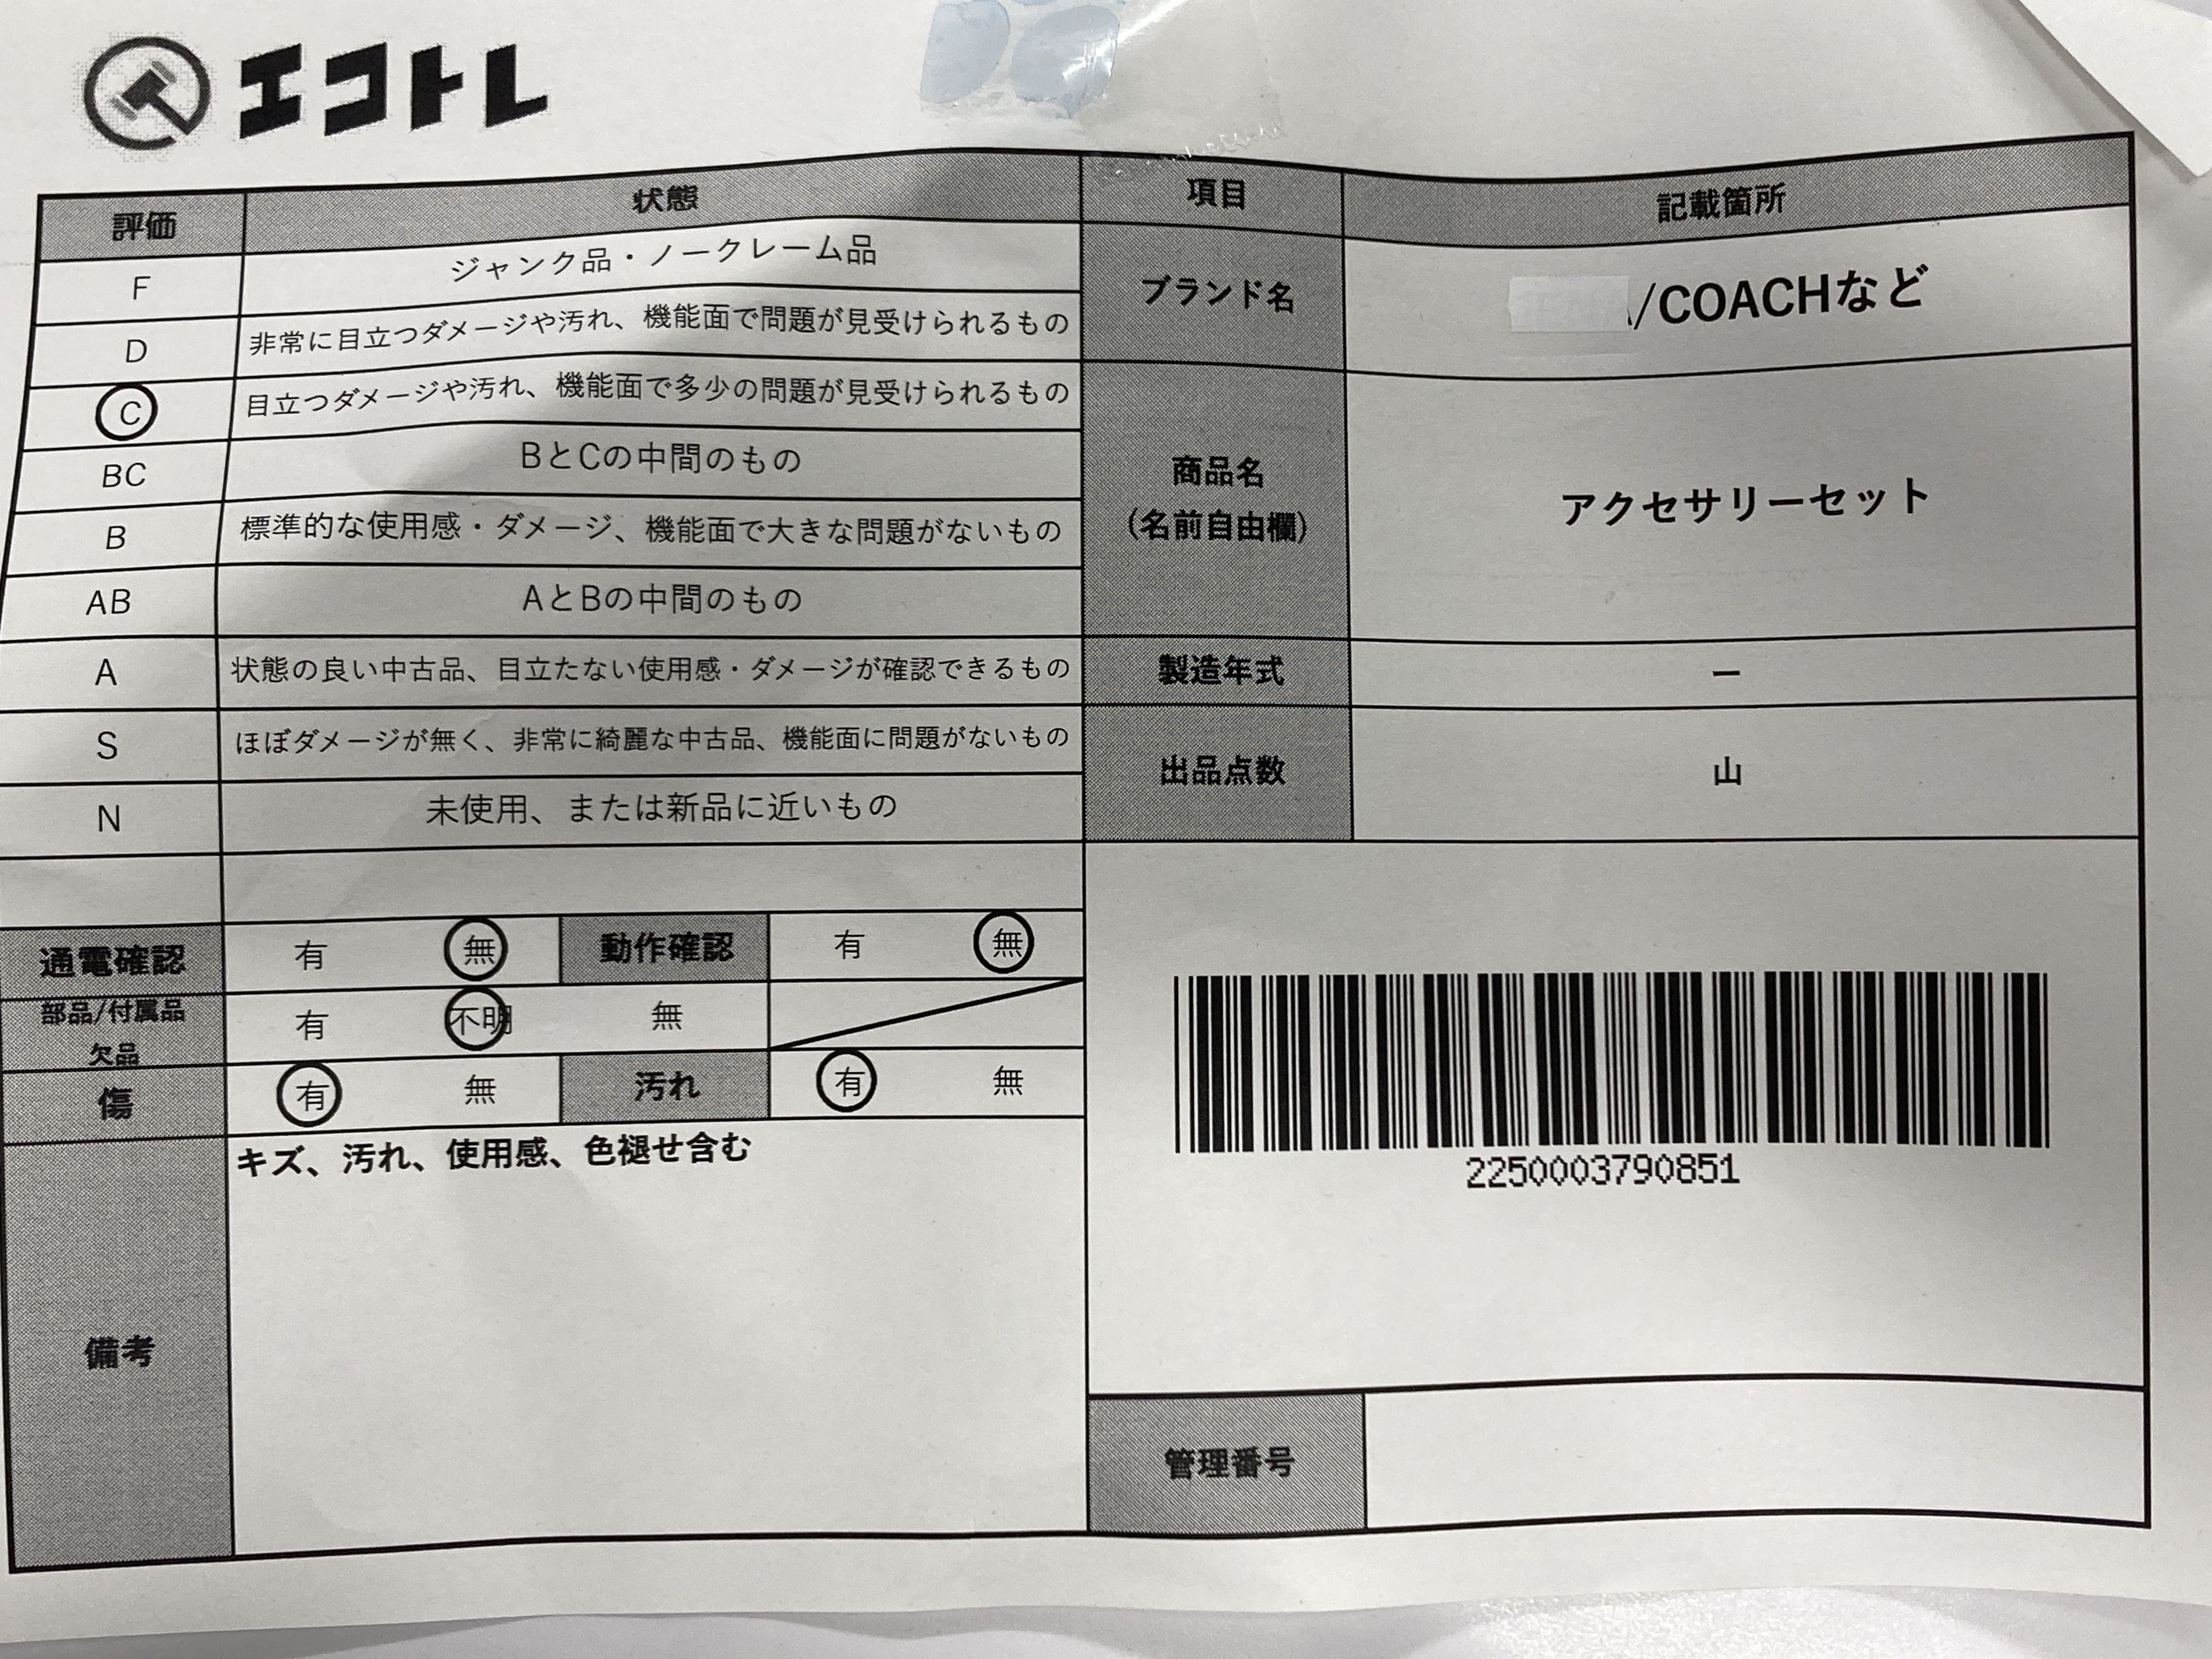 エコトレ
評価 状態
F ジャンク品・ノークレーム品
D 非常に目立つダメージや汚れ、機能面で問題が見受けられるもの
C 目立つダメージや汚れ、機能面で多少の問題が見受けられるもの
BC BとCの中間のもの
B 標準的な使用感・ダメージ、機能面で大きな問題がないもの
AB AとBの中間のもの
A 状態の良い中古品、目立たない使用感・ダメージが確認できるもの
S ほぼダメージが無く、非常に綺麗な中古品、機能面に問題がないもの
N 未使用、または新品に近いもの
通電確認 有 無 動作確認 有 無
部品/付属品
欠品 有 不明 無
傷 有 無 汚れ 有 無
備考 キズ、汚れ、使用感、色褪せ含む
項目 記載箇所
ブランド名 /COACHなど
商品名
(名前自由欄) アクセサリーセット
製造年式 ー
出品点数 山
2250003790851
管理番号